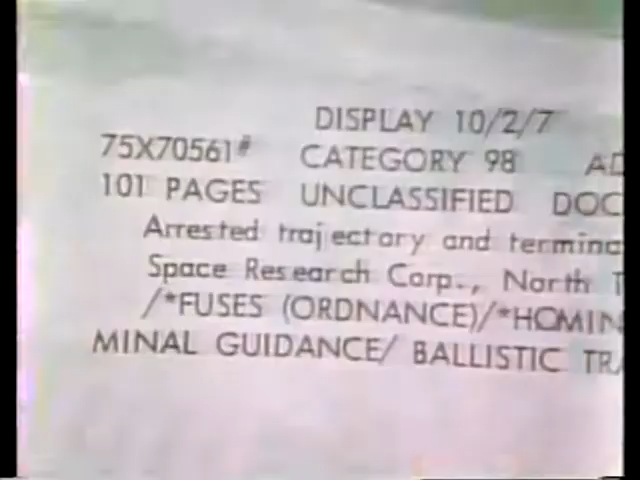 DISPLAY 10/2/7
75X70561# CATEGORY 98 AD
101 PAGES UNCLASSIFIED DOC
Arrested trajectory and termina
Space Research Corp., North T
/*FUSES (ORDNANCE)/*HOMIN
MINAL GUIDANCE/ BALLISTIC TRA